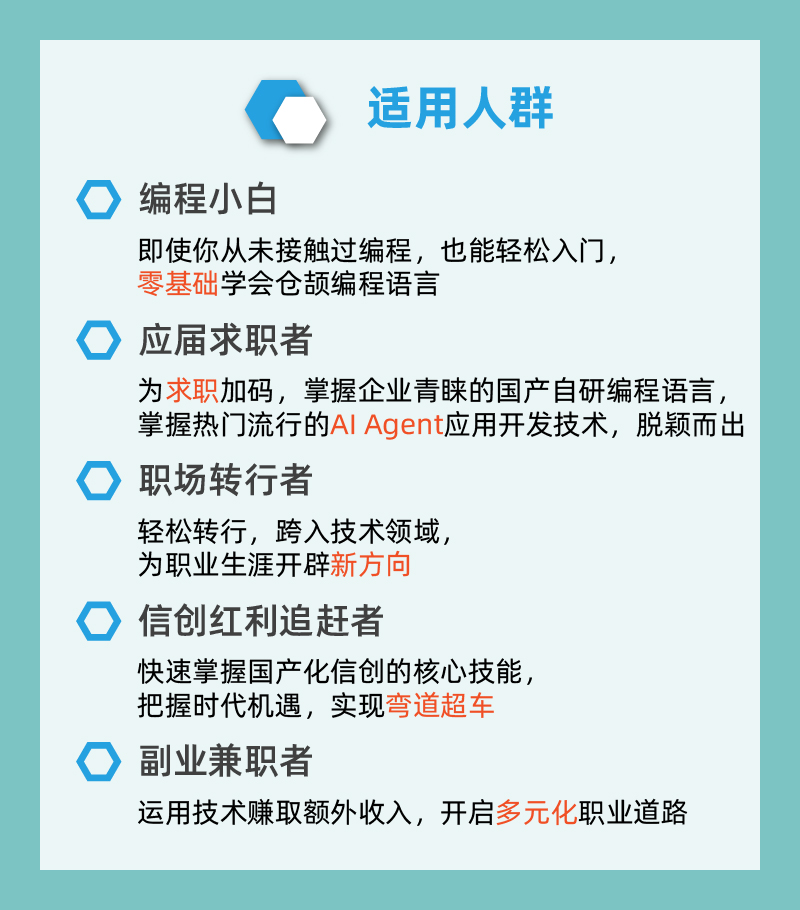 适用人群
编程小白
即使你从未接触过编程，也能轻松入门，
零基础学会仓颉编程语言
应届求职者
为求职加码，掌握企业青睐的国产自研编程语言，
掌握热门流行的AI Agent应用开发技术，脱颖而出
职场转行者
轻松转行，跨入技术领域，
为职业生涯开辟新方向
信创红利追赶者
快速掌握国产化信创的核心技能，
把握时代机遇，实现弯道超车
副业兼职者
运用技术赚取额外收入，开启多元化职业道路